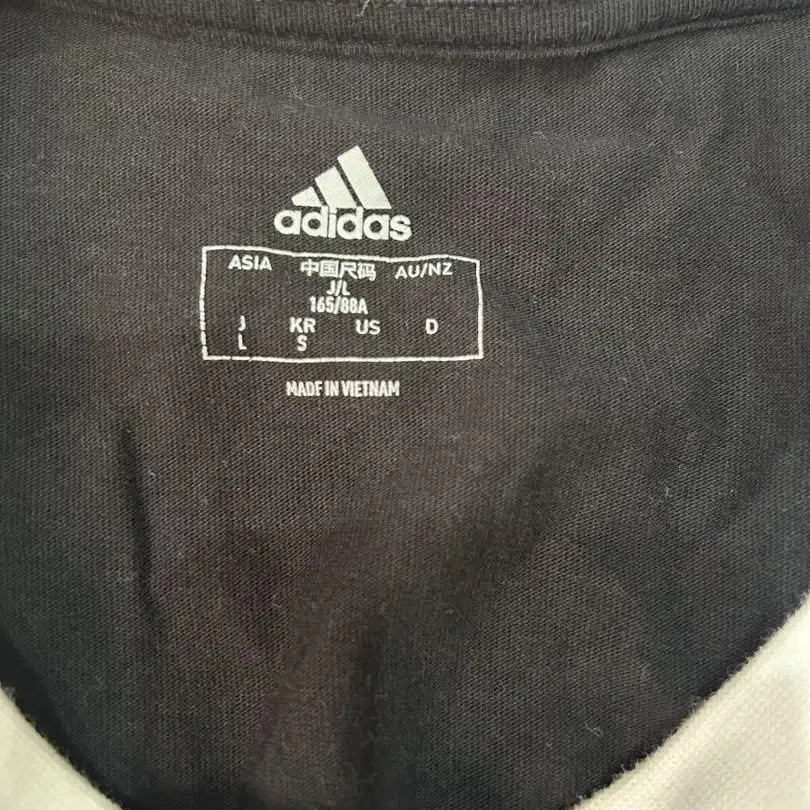 adidas
ASIA 中国尺码 AU/NZ
J/L
165/88A
J KR US D
L S
MADE IN VIETNAM